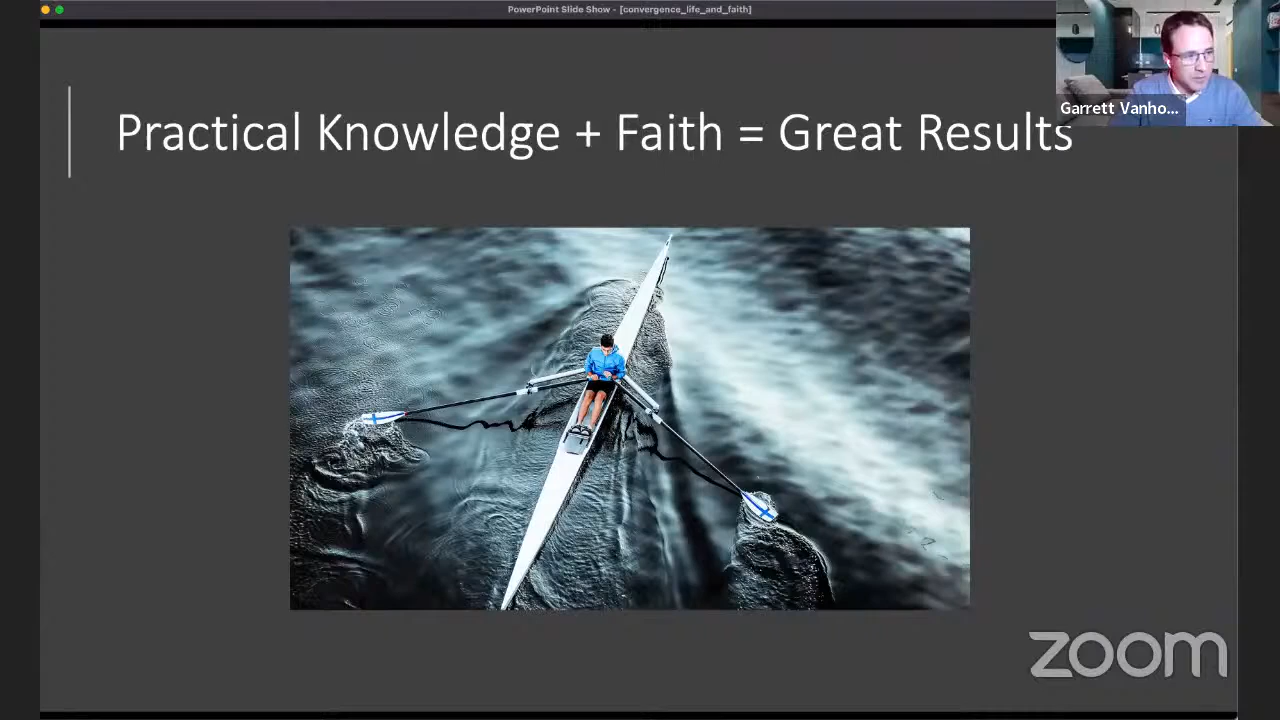 PowerPoint Slide Show - [convergence_life_and_faith]
Garrett Vanho...
Practical Knowledge + Faith = Great Results
zoom